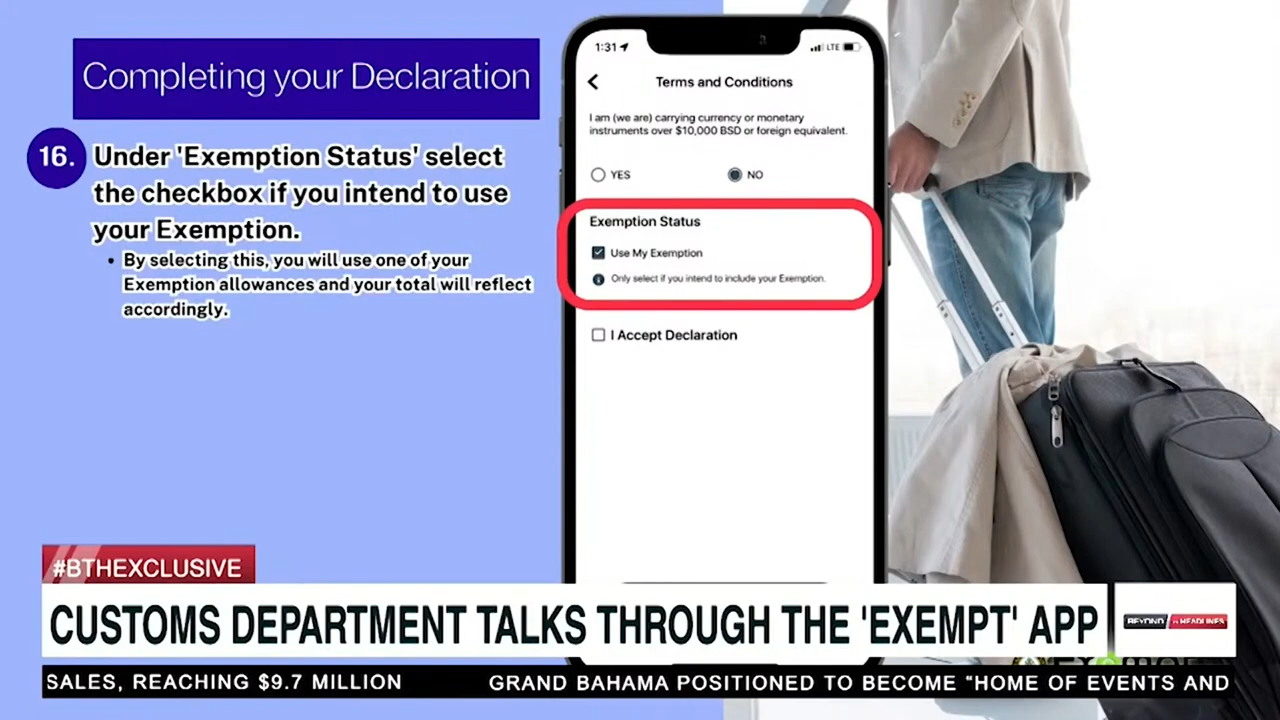 Completing your Declaration
16.
Under 'Exemption Status' select
the checkbox if you intend to use
your Exemption.
• By selecting this, you will use one of your
Exemption allowances and your total will reflect
accordingly.
1:31
LTE
Terms and Conditions
I am (we are) carrying currency or monetary
instruments over $10,000 BSD or foreign equivalent.
YES
NO
Exemption Status
Use My Exemption
Only select if you intend to include your Exemption.
I Accept Declaration
#BTHEXCLUSIVE
CUSTOMS DEPARTMENT TALKS THROUGH THE 'EXEMPT' APP
BEYOND
HEADLINES
SALES, REACHING $9.7 MILLION
GRAND BAHAMA POSITIONED TO BECOME “HOME OF EVENTS AND